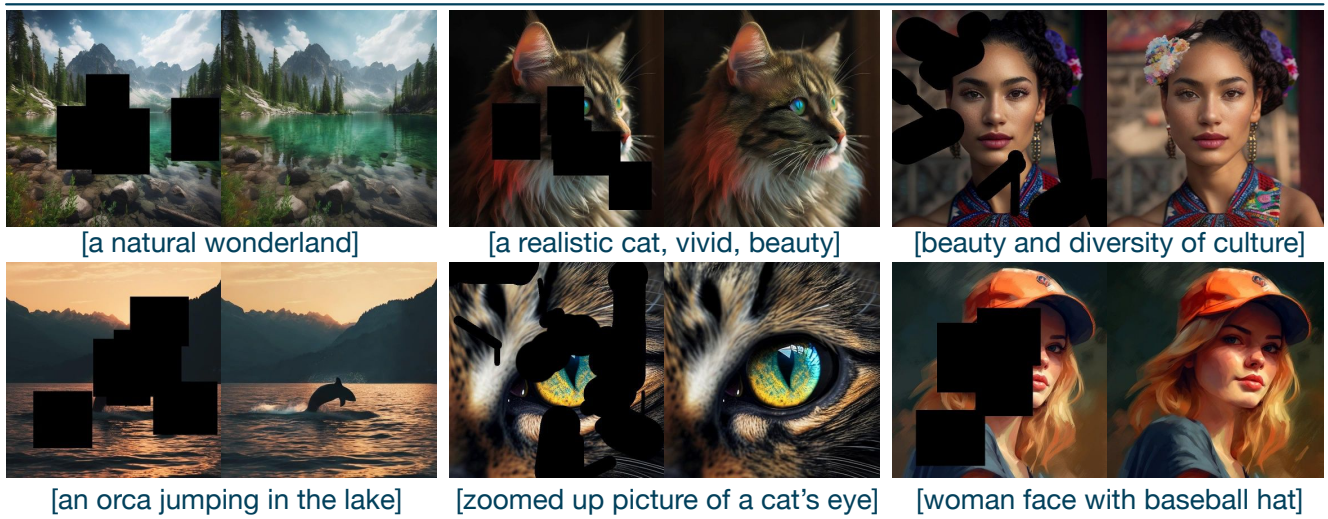 [a natural wonderland]
[a realistic cat, vivid, beauty]
[beauty and diversity of culture]
[an orca jumping in the lake]
[zoomed up picture of a cat’s eye]
[woman face with baseball hat]